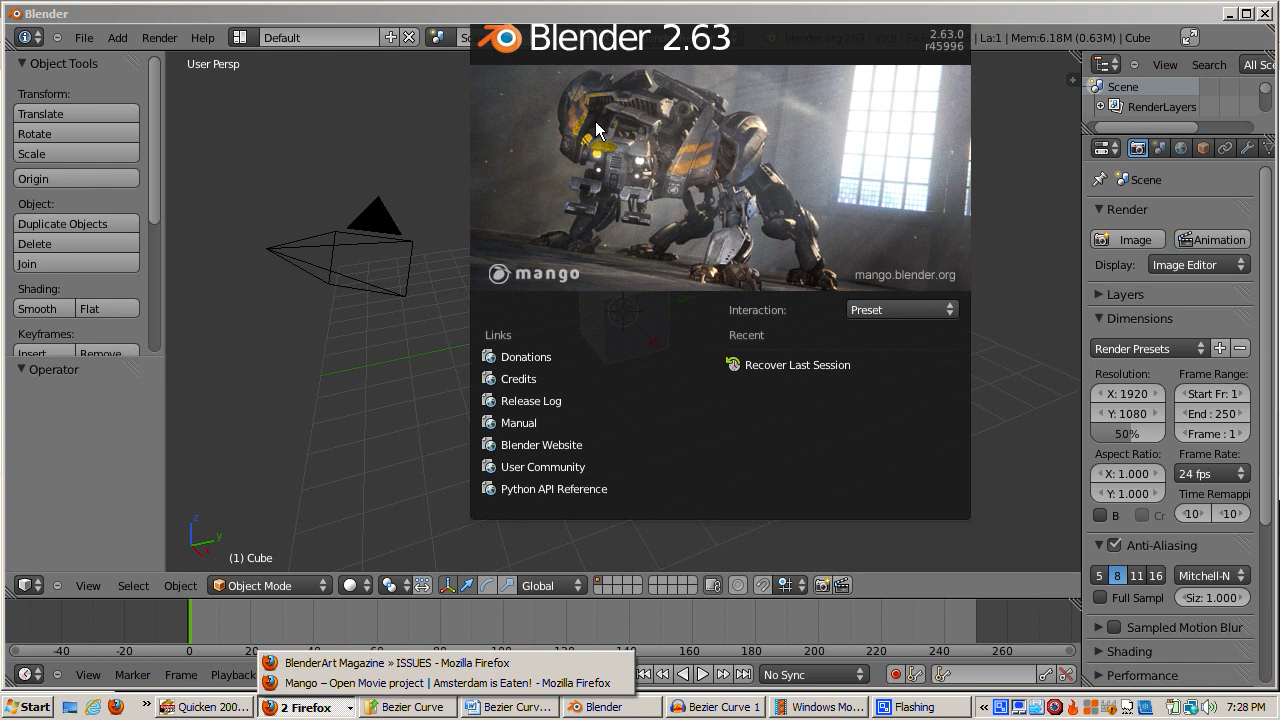 Blender
File Add Render Help Default Sc La:1 | Mem:6.18M (0.63M) | Cube
Blender 2.63
2.63.0
r45996
mango
mango.blender.org
Interaction: Preset
Links
Recent
Donations
Recover Last Session
Credits
Release Log
Manual
Blender Website
User Community
Python API Reference
Object Tools
Transform:
Translate
Rotate
Scale
Origin
Object:
Duplicate Objects
Delete
Join
Shading:
Smooth Flat
Keyframes:
Insert Remove
Operator
User Persp
z
y
x
(1) Cube
View Search All Sce
Scene
RenderLayers
Scene
Render
Image Animation
Display: Image Editor
Layers
Dimensions
Render Presets
Resolution: Frame Range:
X: 1920 Start Fr: 1
Y: 1080 End : 250
50% Frame : 1
Aspect Ratio: Frame Rate:
X: 1.000 24 fps
Y: 1.000 Time Remappi
B Cr 10 10
Anti-Aliasing
5 8 11 16 Mitchell-N
Full Sampl Siz: 1.000
Sampled Motion Blur
Shading
Performance
View Select Object Object Mode Global
-40 -20 0 20 40 60 80 100 120 140 160 180 200 220 240 260
View Marker Frame Playback No Sync
BlenderArt Magazine » ISSUES - Mozilla Firefox
Mango – Open Movie project | Amsterdam is Eaten! - Mozilla Firefox
Start Quicken 200... 2 Firefox Bezier Curve Bezier Curv... Blender Bezier Curve 1 Windows Mo... Flashing 7:28 PM